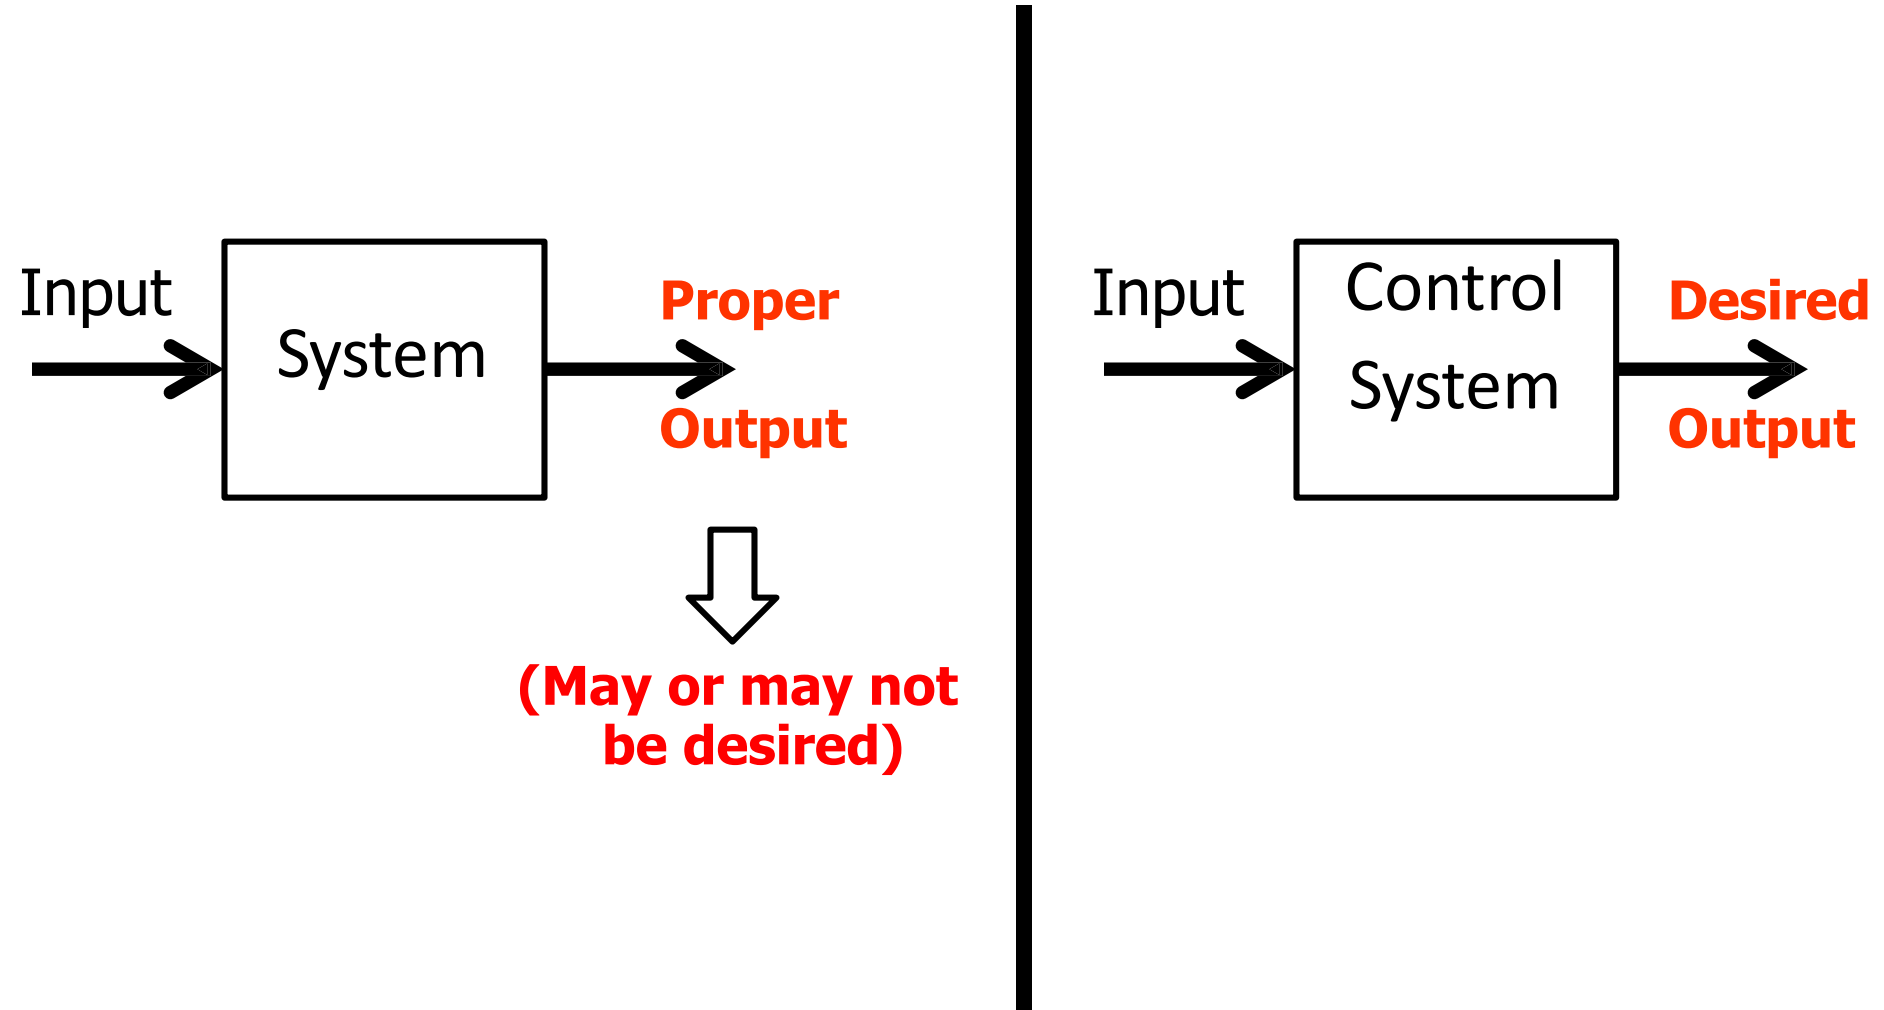 Input
System
Proper
Output
(May or may not
be desired)
Input
Control
System
Desired
Output